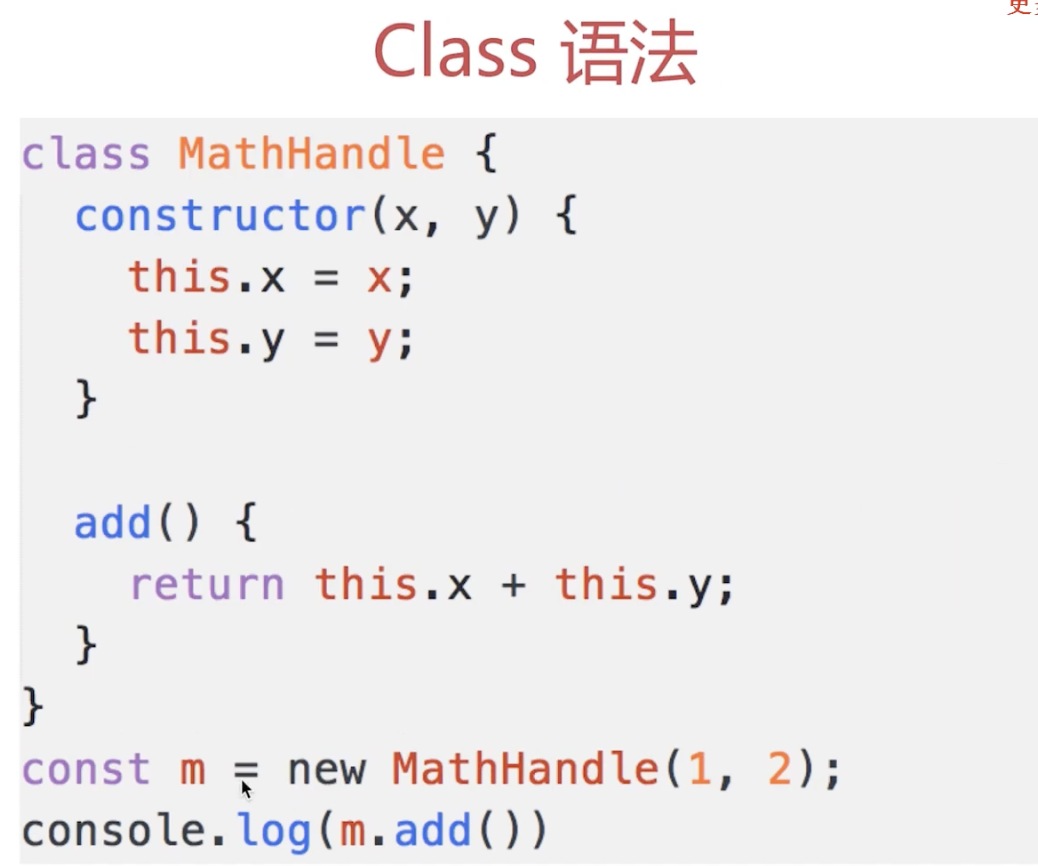 Class 语法
class MathHandle {
  constructor(x, y) {
    this.x = x;
    this.y = y;
  }
  add() {
    return this.x + this.y;
  }
}
const m = new MathHandle(1, 2);
console.log(m.add())